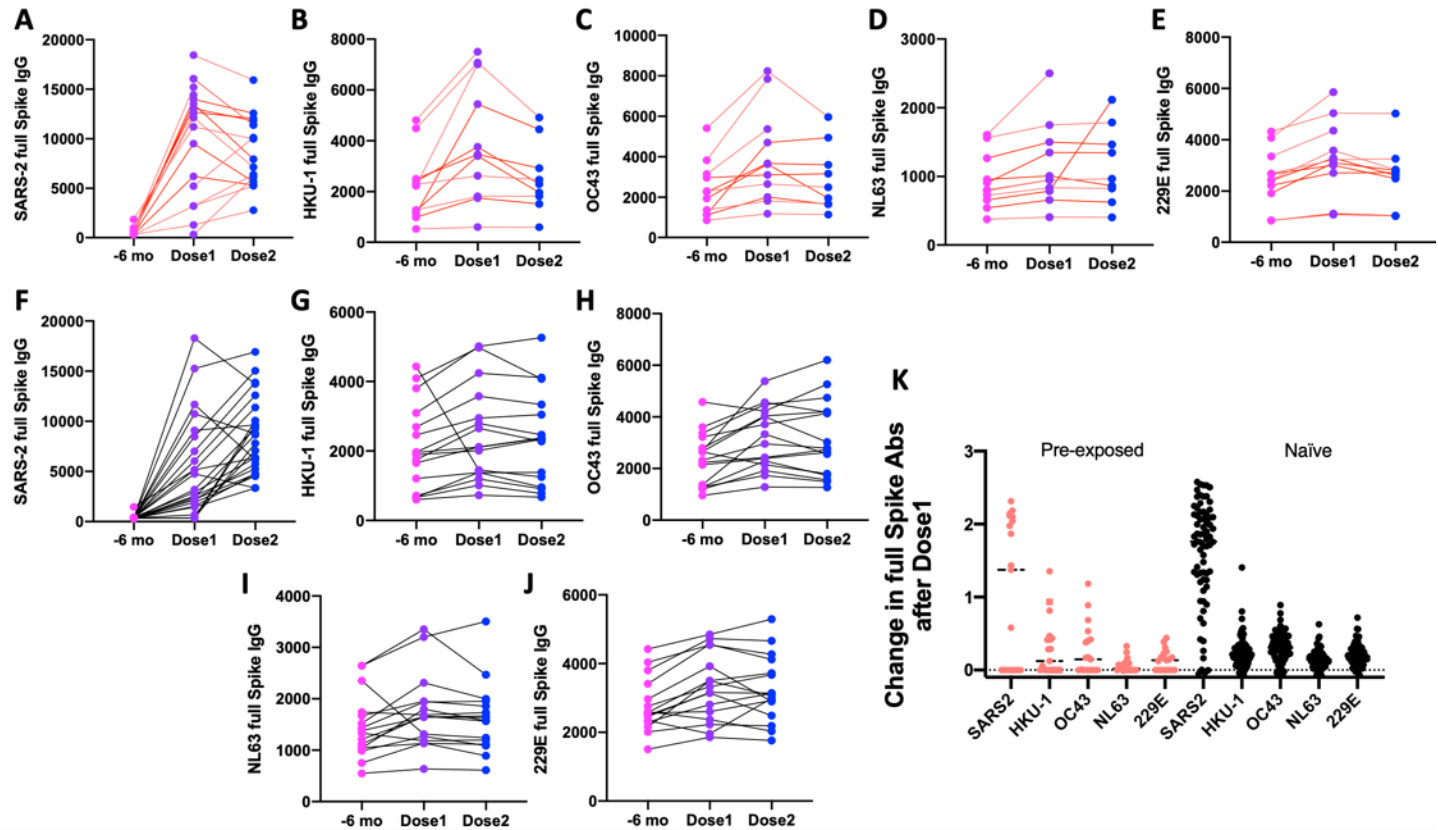 A
SARS-2 full Spike IgG
20000
15000
10000
5000
0
-6 mo Dose1 Dose2
B
HKU-1 full Spike IgG
8000
6000
4000
2000
0
-6 mo Dose1 Dose2
C
OC43 full Spike IgG
10000
8000
6000
4000
2000
0
-6 mo Dose1 Dose2
D
NL63 full Spike IgG
3000
2000
1000
0
-6 mo Dose1 Dose2
E
229E full Spike IgG
8000
6000
4000
2000
0
-6 mo Dose1 Dose2
F
SARS-2 full Spike IgG
20000
15000
10000
5000
0
-6 mo Dose1 Dose2
G
HKU-1 full Spike IgG
6000
4000
2000
0
-6 mo Dose1 Dose2
H
OC43 full Spike IgG
8000
6000
4000
2000
0
-6 mo Dose1 Dose2
I
NL63 full Spike IgG
4000
3000
2000
1000
0
-6 mo Dose1 Dose2
J
229E full Spike IgG
6000
4000
2000
0
-6 mo Dose1 Dose2
K
Change in full Spike Abs
after Dose1
3
2
1
0
Pre-exposed
Naïve
SARS2
HKU-1
OC43
NL63
229E
SARS2
HKU-1
OC43
NL63
229E